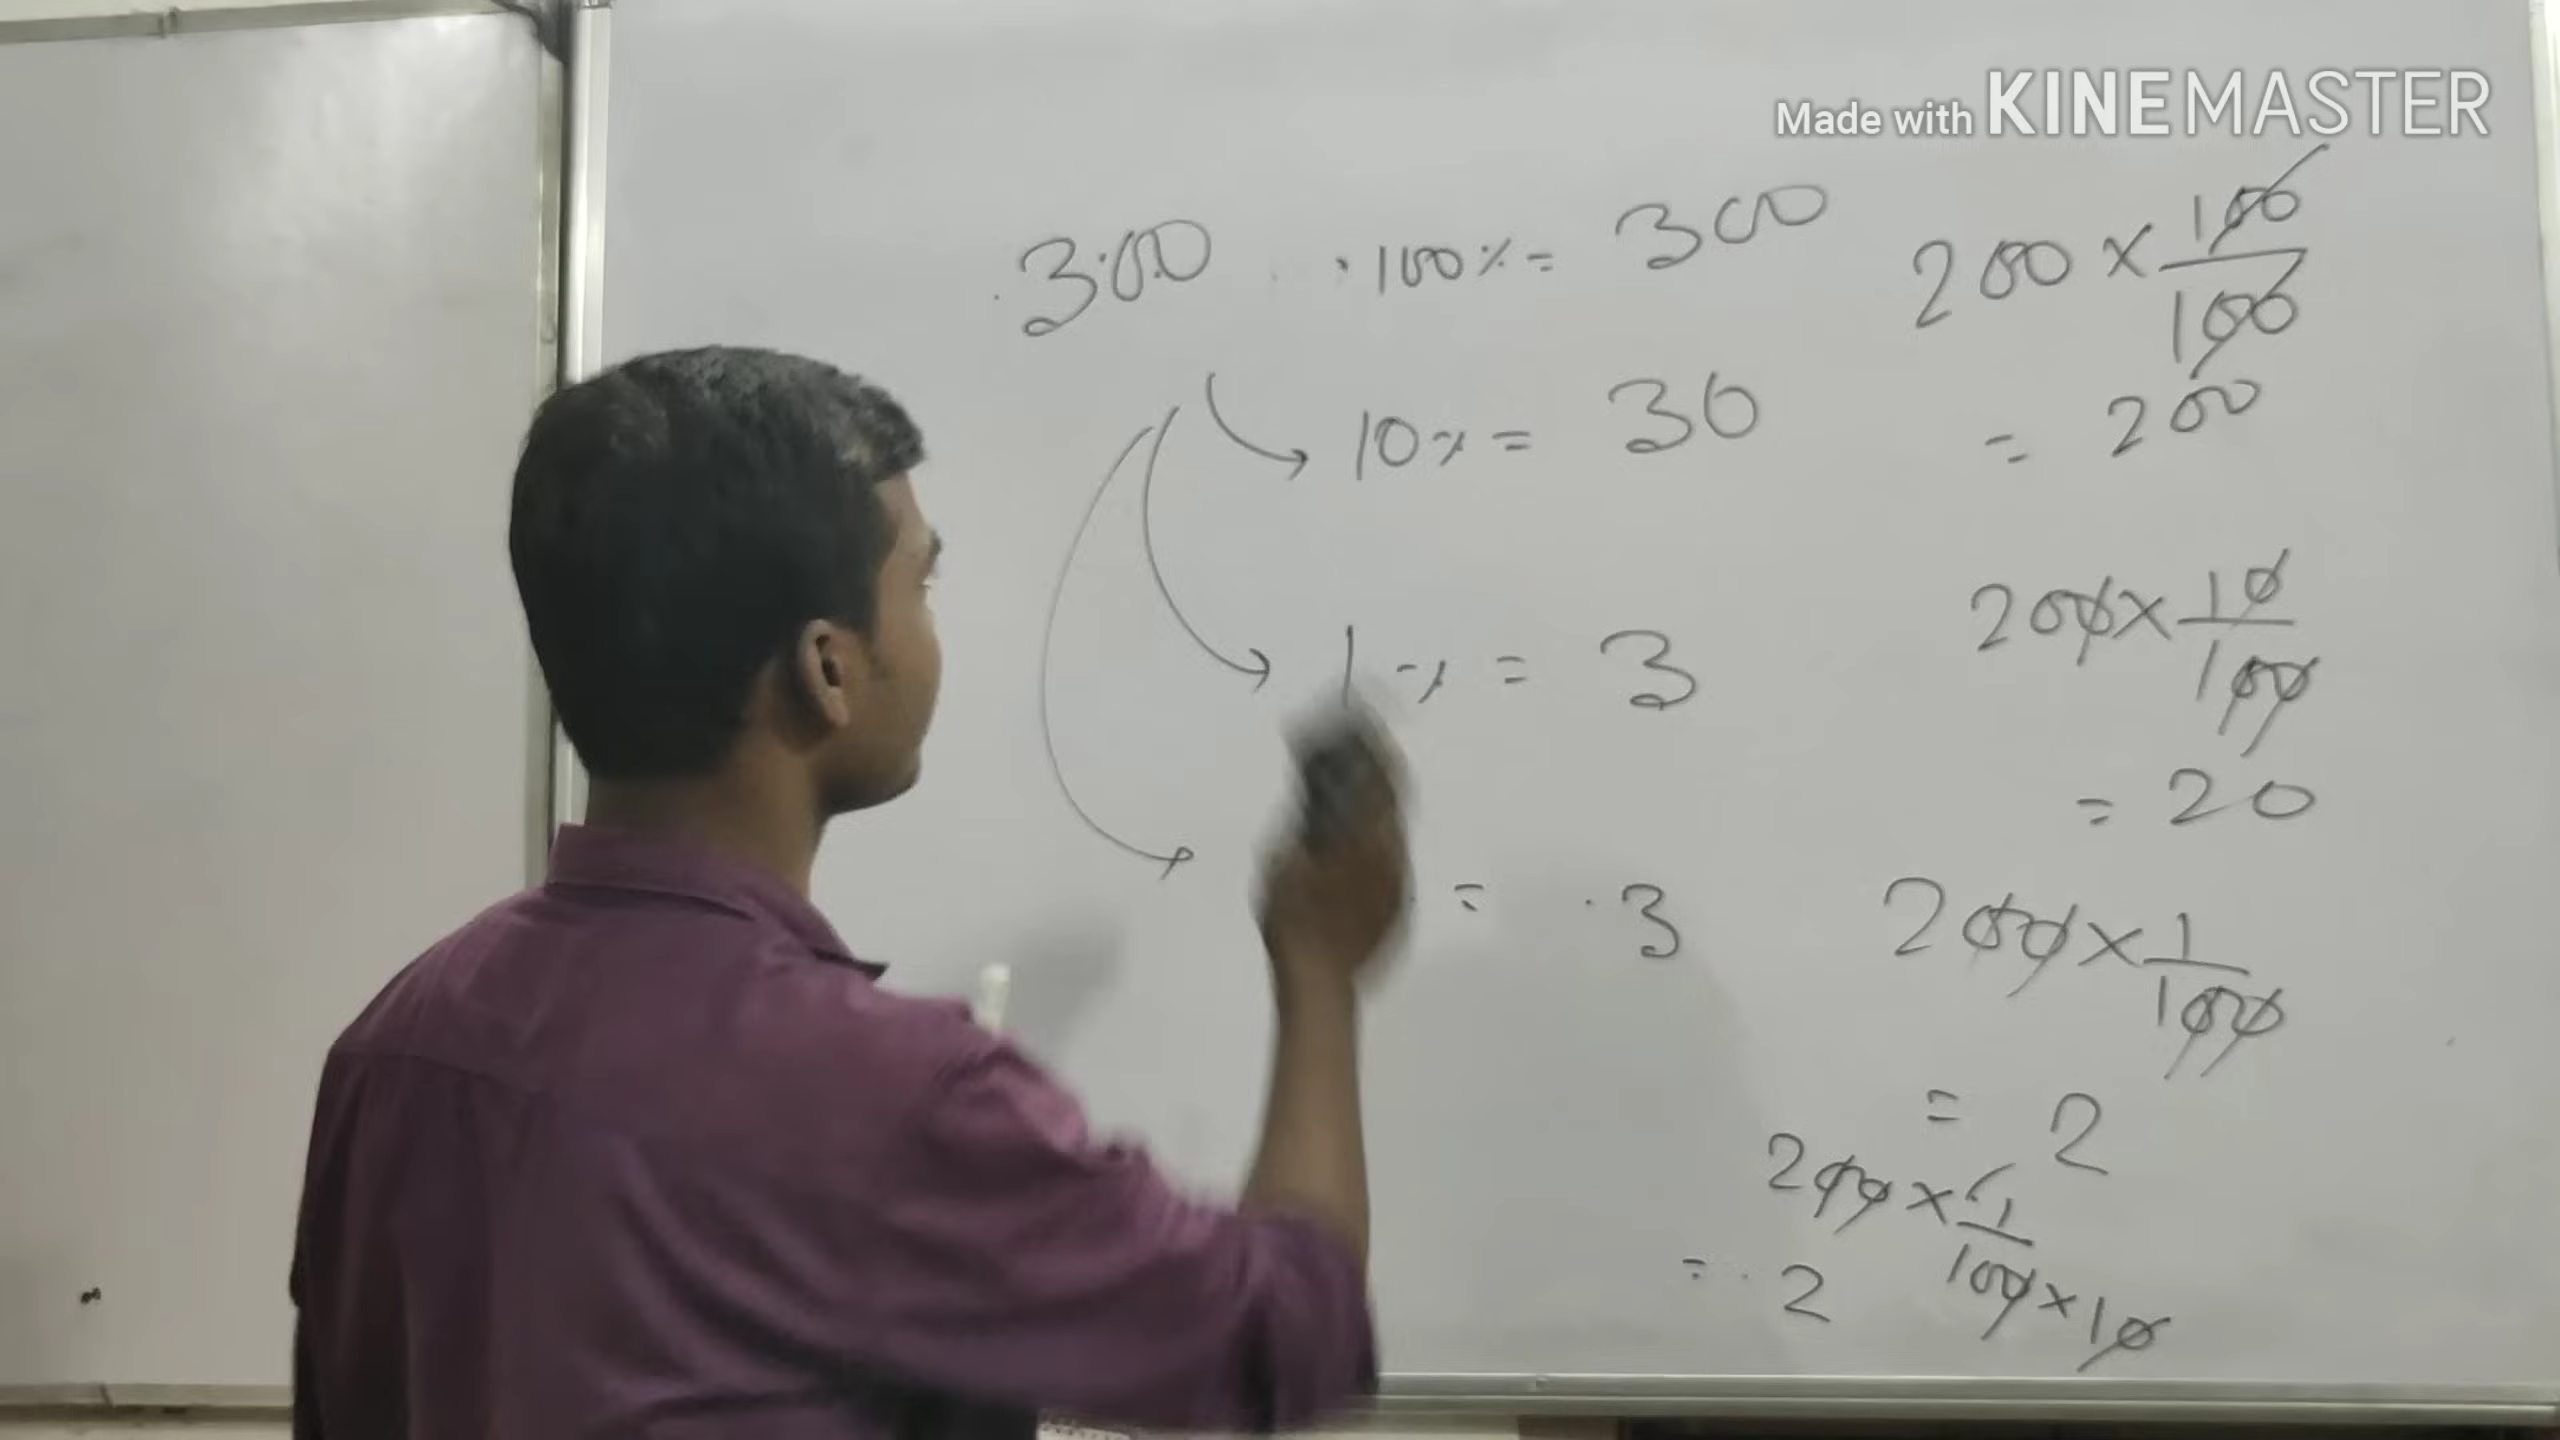 Made with KINEMASTER
300 100% = 300
10% = 30
1% = 3
= .3
200 × 100/100
= 200
200 × 10/100
= 20
200 × 1/100
= 2
200 × 1/100×10
= .2